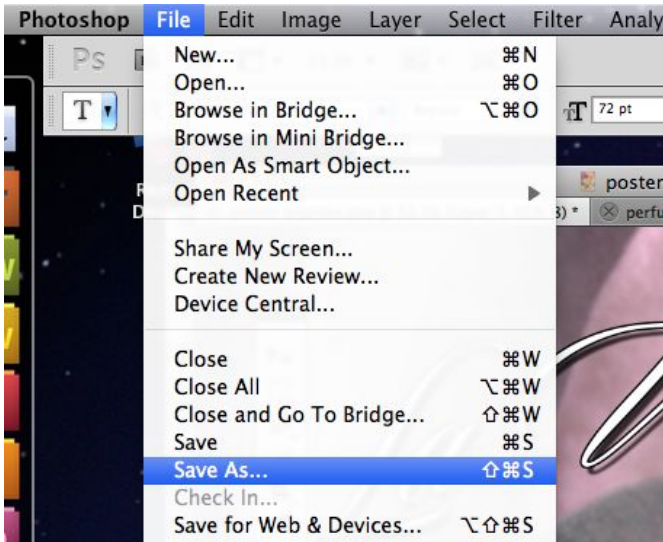 Photoshop File Edit Image Layer Select Filter Analy
Ps
New... ⌘N
Open... ⌘O
T Browse in Bridge... ⌥⌘O T 72 pt
Browse in Mini Bridge...
Open As Smart Object...
Open Recent ▶ poster
) * perfu
Share My Screen...
Create New Review...
Device Central...
Close ⌘W
Close All ⌥⌘W
Close and Go To Bridge... ⇧⌘W
Save ⌘S
Save As... ⇧⌘S
Check In...
Save for Web & Devices... ⌥⇧⌘S